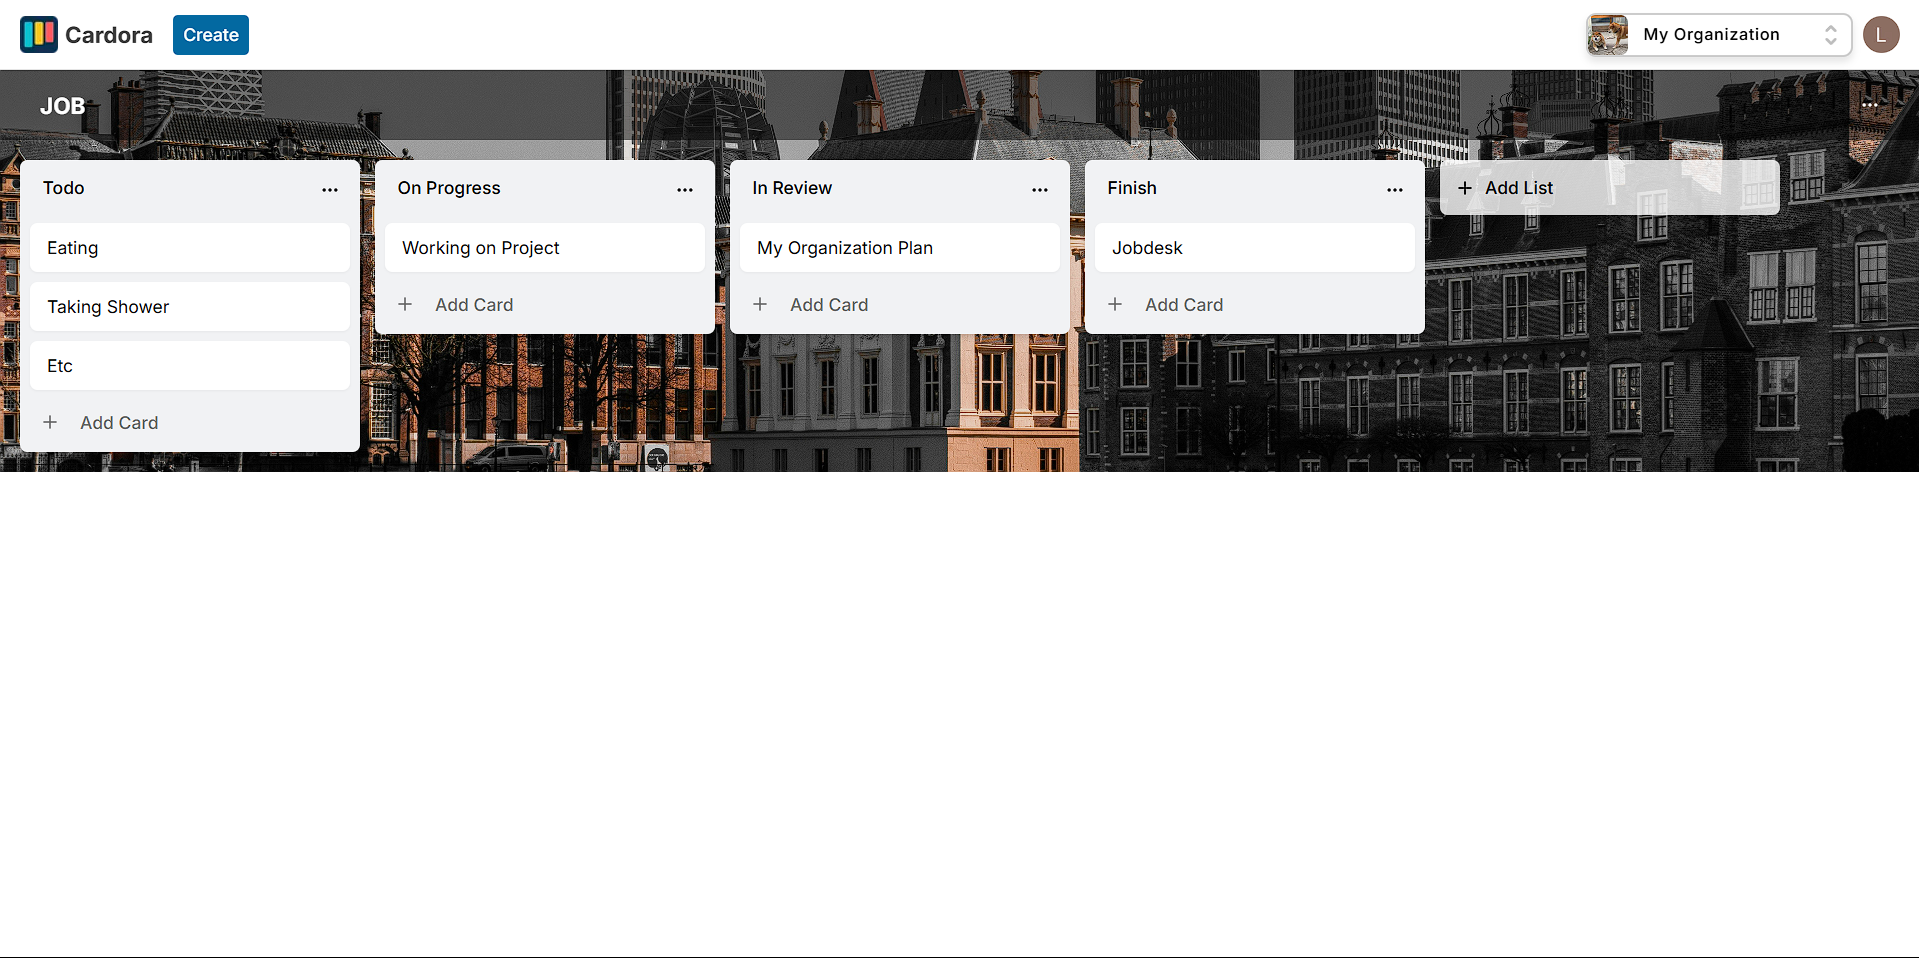 Cardora
Create
My Organization
L
JOB
Todo
Eating
Taking Shower
Etc
Add Card
On Progress
Working on Project
Add Card
In Review
My Organization Plan
Add Card
Finish
Jobdesk
Add Card
Add List